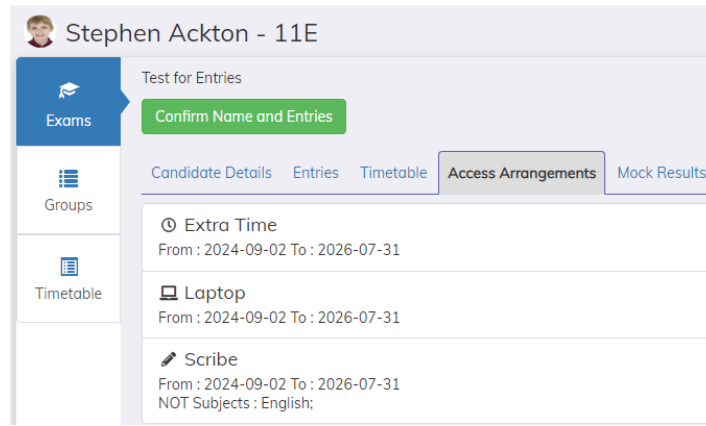 Stephen Ackton - 11E
Exams
Groups
Timetable
Test for Entries
Confirm Name and Entries
Candidate Details Entries Timetable Access Arrangements Mock Results
Extra Time
From : 2024-09-02 To : 2026-07-31
Laptop
From : 2024-09-02 To : 2026-07-31
Scribe
From : 2024-09-02 To : 2026-07-31
NOT Subjects : English;